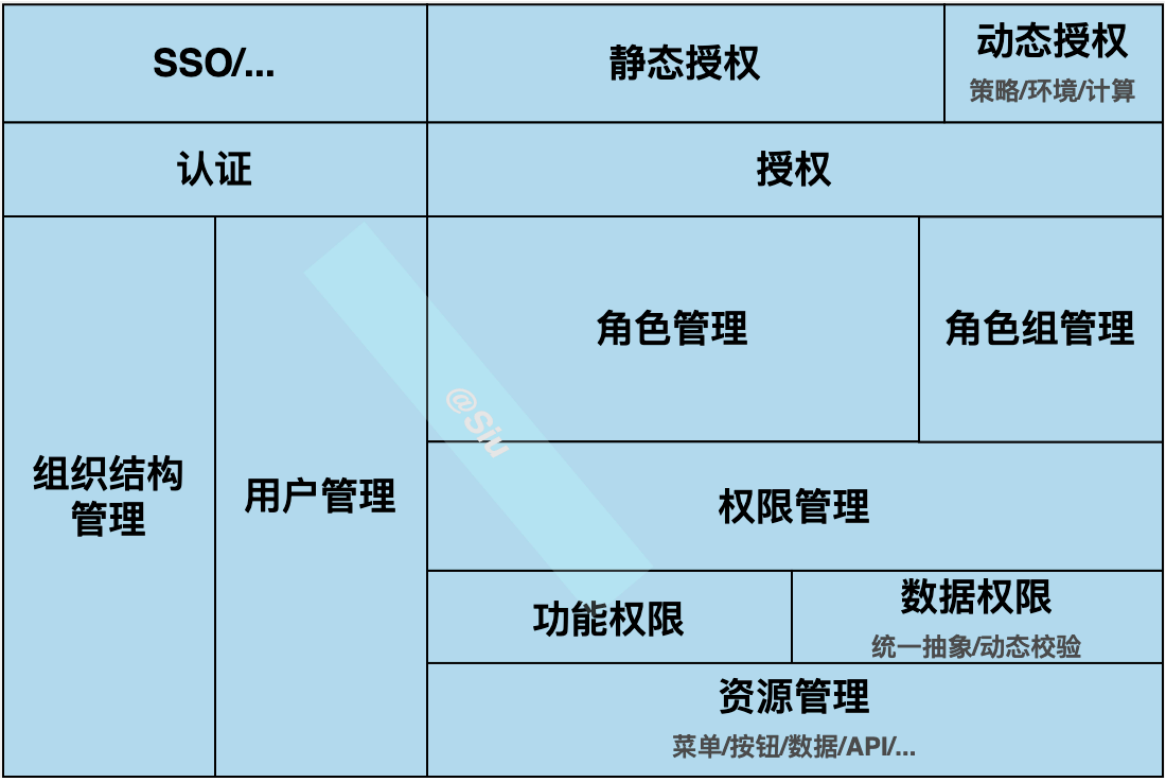 SSO/...
静态授权
动态授权
策略/环境/计算
认证
授权
角色管理
角色组管理
@Siu
组织结构
管理
用户管理
权限管理
功能权限
数据权限
统一抽象/动态校验
资源管理
菜单/按钮/数据/API/...